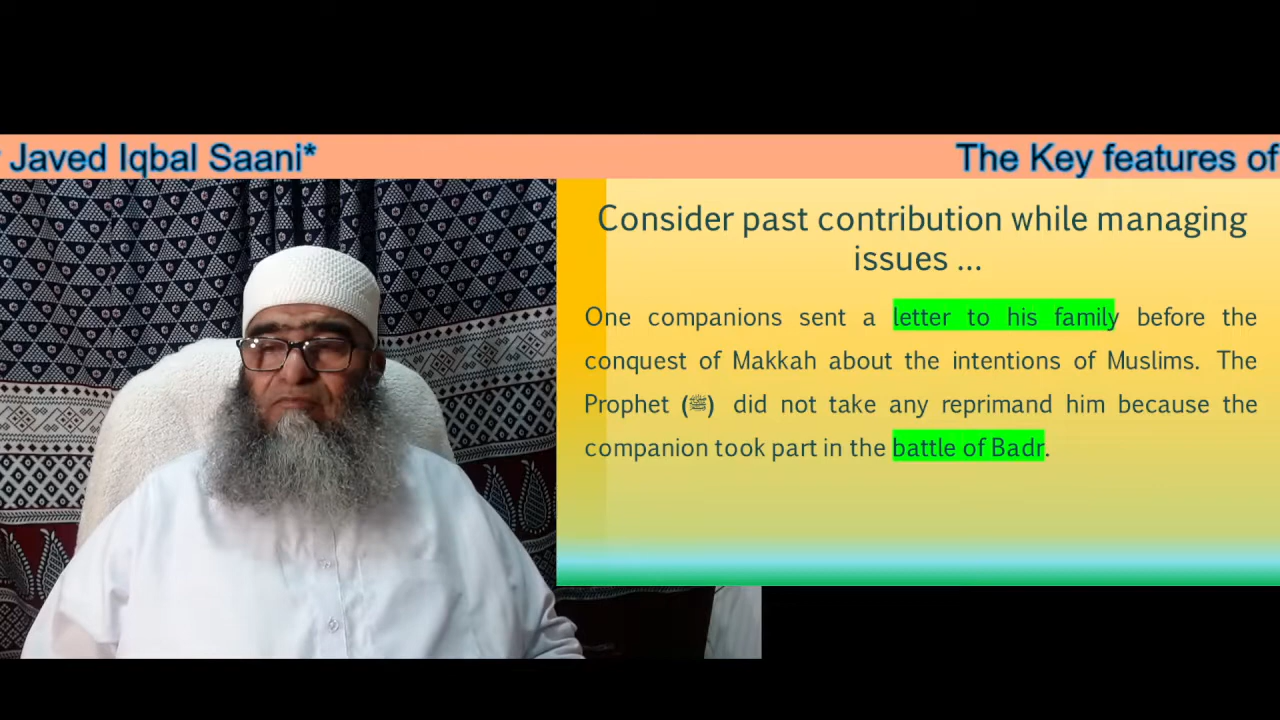 Javed Iqbal Saani*
The Key features of
Consider past contribution while managing
issues ...
One companions sent a letter to his family before the
conquest of Makkah about the intentions of Muslims. The
Prophet (ﷺ) did not take any reprimand him because the
companion took part in the battle of Badr.